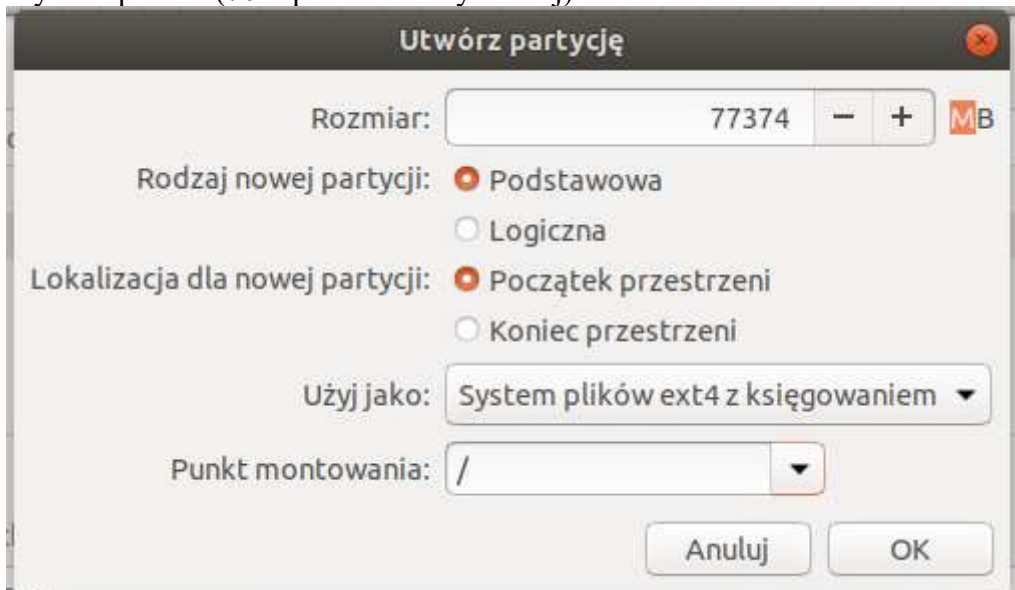 Utwórz partycję
Rozmiar: 77374 − + MB
Rodzaj nowej partycji: Podstawowa
Logiczna
Lokalizacja dla nowej partycji: Początek przestrzeni
Koniec przestrzeni
Użyj jako: System plików ext4 z księgowaniem
Punkt montowania: /
Anuluj OK